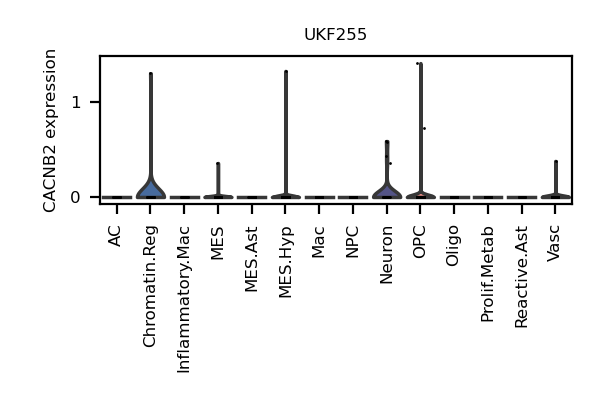 UKF255
CACNB2 expression
1
0
AC
Chromatin.Reg
Inflammatory.Mac
MES
MES.Ast
MES.Hyp
Mac
NPC
Neuron
OPC
Oligo
Prolif.Metab
Reactive.Ast
Vasc